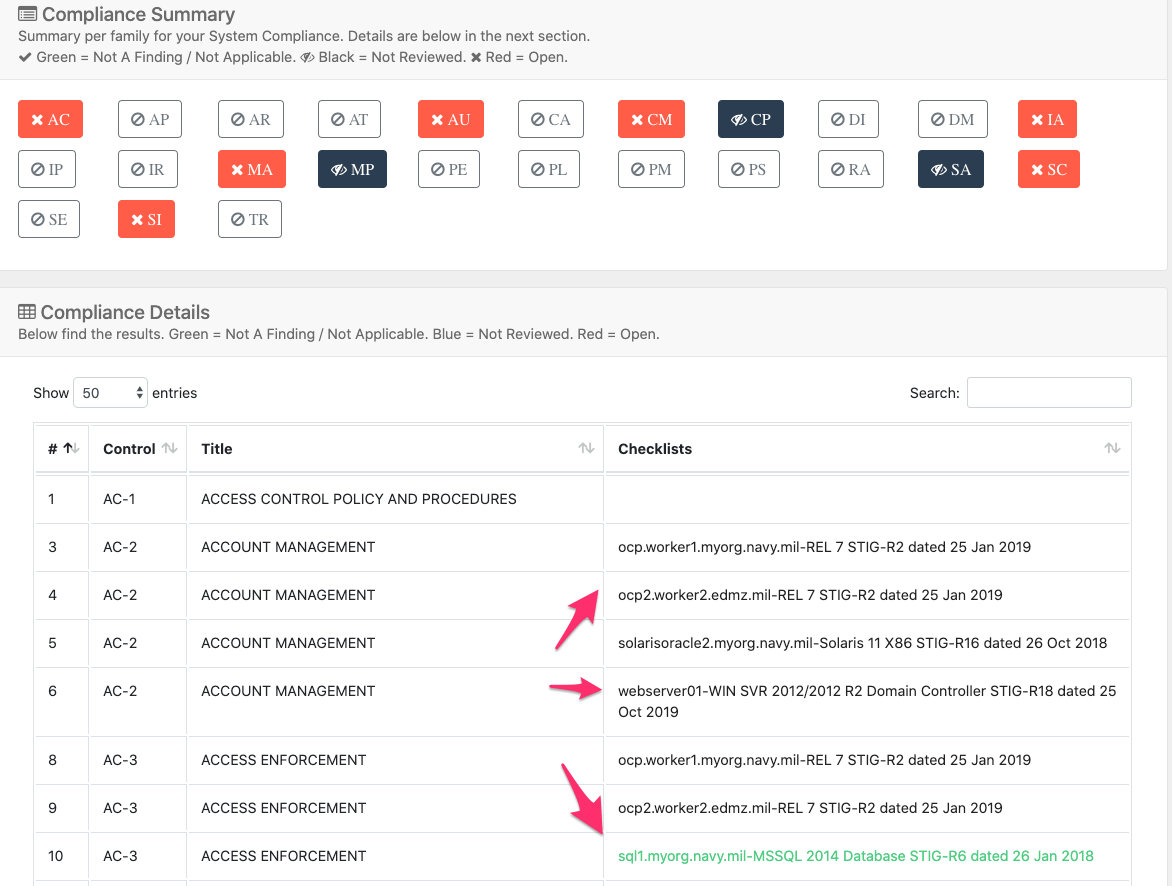 Compliance Summary
Summary per family for your System Compliance. Details are below in the next section.
Green = Not A Finding / Not Applicable. Black = Not Reviewed. Red = Open.
AC AP AR AT AU CA CM CP DI DM IA
IP IR MA MP PE PL PM PS RA SA SC
SE SI TR
Compliance Details
Below find the results. Green = Not A Finding / Not Applicable. Blue = Not Reviewed. Red = Open.
Show 50 entries Search:
# Control Title Checklists
1 AC-1 ACCESS CONTROL POLICY AND PROCEDURES
3 AC-2 ACCOUNT MANAGEMENT ocp.worker1.myorg.navy.mil-REL 7 STIG-R2 dated 25 Jan 2019
4 AC-2 ACCOUNT MANAGEMENT ocp2.worker2.edmz.mil-REL 7 STIG-R2 dated 25 Jan 2019
5 AC-2 ACCOUNT MANAGEMENT solarisoracle2.myorg.navy.mil-Solaris 11 X86 STIG-R16 dated 26 Oct 2018
6 AC-2 ACCOUNT MANAGEMENT webserver01-WIN SVR 2012/2012 R2 Domain Controller STIG-R18 dated 25
Oct 2019
8 AC-3 ACCESS ENFORCEMENT ocp.worker1.myorg.navy.mil-REL 7 STIG-R2 dated 25 Jan 2019
9 AC-3 ACCESS ENFORCEMENT ocp2.worker2.edmz.mil-REL 7 STIG-R2 dated 25 Jan 2019
10 AC-3 ACCESS ENFORCEMENT sql1.myorg.navy.mil-MSSQL 2014 Database STIG-R6 dated 26 Jan 2018